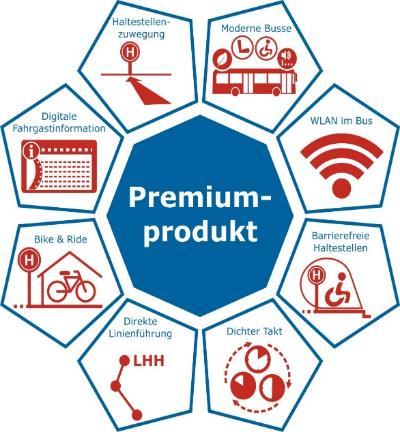 Haltestellen-
zuwegung
H
Moderne Busse
WLAN im Bus
Barrierefreie
Haltestellen
H
Dichter Takt
Direkte
Linienführung
LHH
Bike & Ride
H
Digitale
Fahrgastinformation
i
Premium-
produkt